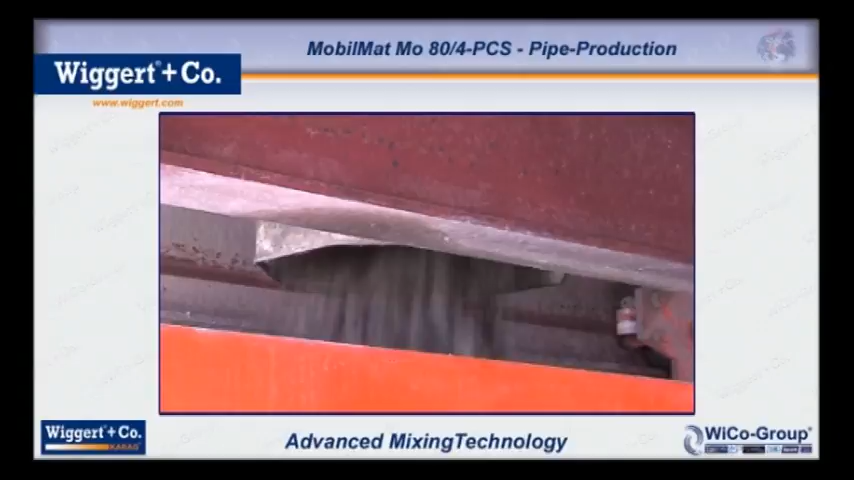 MobilMat Mo 80/4-PCS - Pipe-Production
Wiggert® + Co.
www.wiggert.com
Wiggert® + Co.
Advanced MixingTechnology
WiCo-Group®